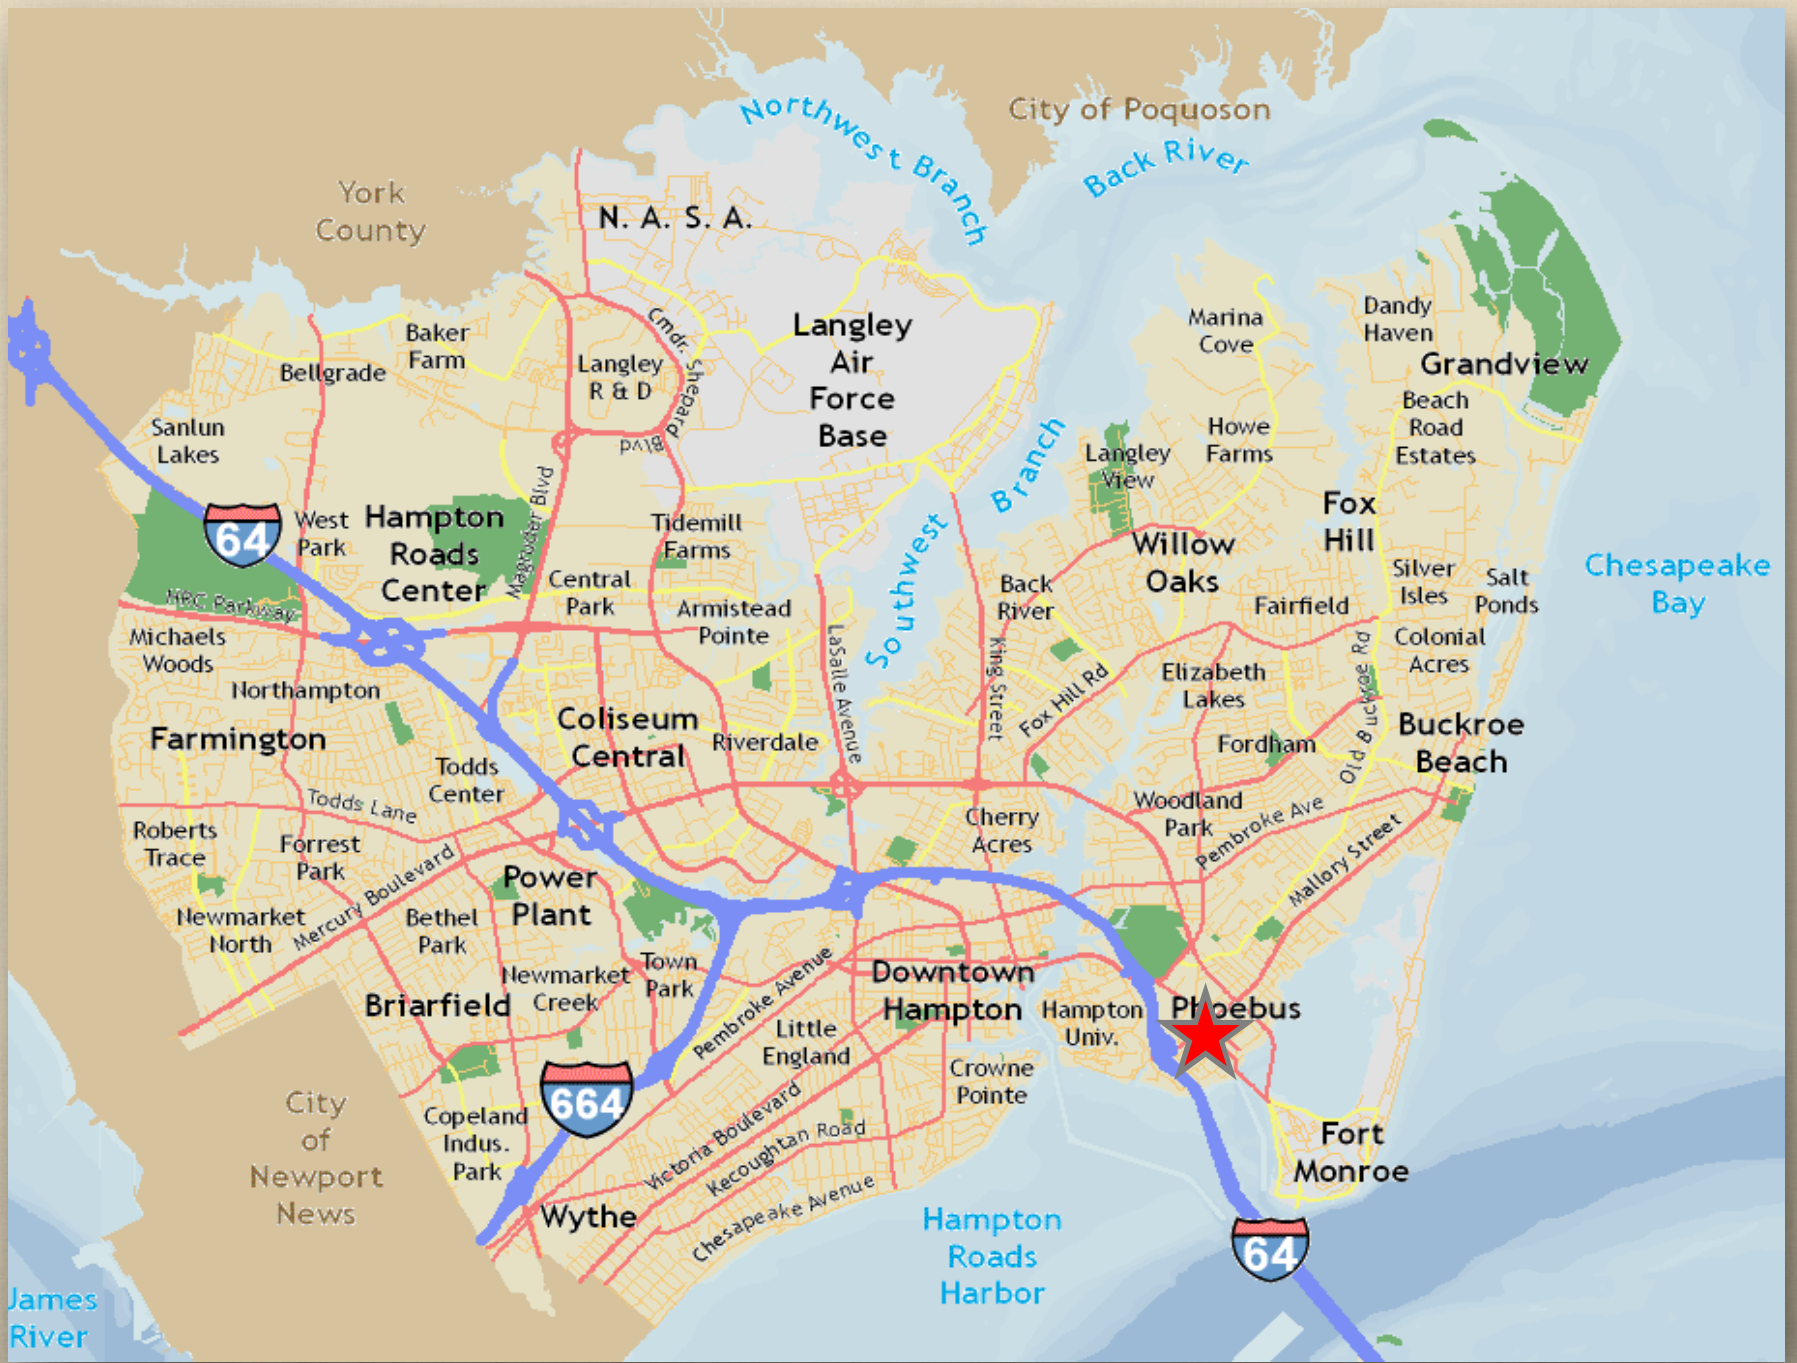 City of Poquoson
Northwest Branch
Back River
York
County
N. A. S. A.
Langley
Air
Force
Base
Cmdr. Shepard
Blvd
Baker
Farm
Bellgrade
Langley
R & D
Marina
Cove
Dandy
Haven
Grandview
Sanlun
Lakes
Beach
Road
Estates
Howe
Farms
Langley
View
Southwest
Branch
64
West
Park
Hampton
Roads
Center
Magruder Blvd
Tidemill
Farms
Fox
Hill
Willow
Oaks
Chesapeake
Bay
Central
Park
Back
River
Silver
Isles
Salt
Ponds
Fairfield
HRC Parkway
Armistead
Pointe
Michaels
Woods
Colonial
Acres
Northampton
LaSalle Avenue
King Street
Fox Hill Rd
Elizabeth
Lakes
Old Buckroe Rd
Farmington
Coliseum
Central
Riverdale
Fordham
Buckroe
Beach
Todds
Center
Todds Lane
Woodland
Park
Pembroke Ave
Cherry
Acres
Roberts
Trace
Forrest
Park
Mercury Boulevard
Mallory Street
Power
Plant
Newmarket
North
Bethel
Park
Newmarket
Creek
Town
Park
Pembroke Avenue
Downtown
Hampton
Briarfield
Hampton
Univ.
Phoebus
Little
England
Crowne
Pointe
664
City
of
Newport
News
Copeland
Indus.
Park
Victoria Boulevard
Kecoughtan Road
Chesapeake Avenue
Fort
Monroe
Wythe
Hampton
Roads
Harbor
64
James
River